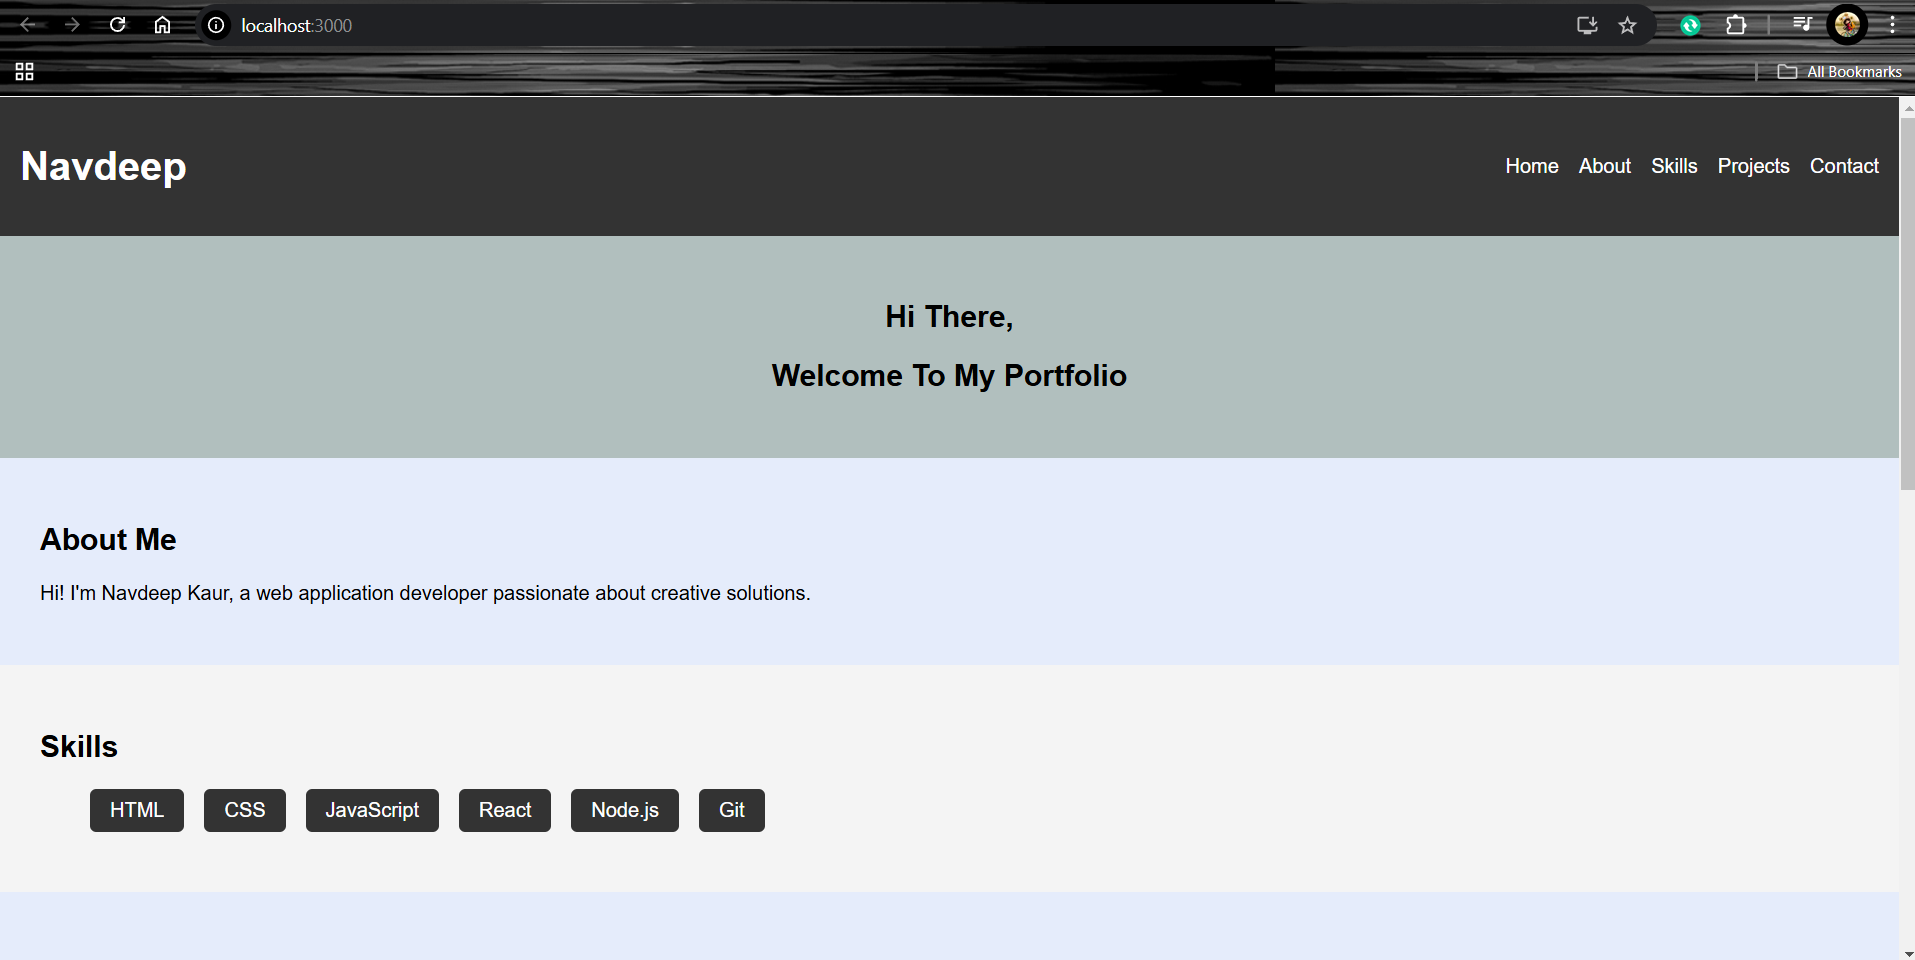 localhost:3000
All Bookmarks
Navdeep
Home About Skills Projects Contact
Hi There,
Welcome To My Portfolio
About Me
Hi! I'm Navdeep Kaur, a web application developer passionate about creative solutions.
Skills
HTML CSS JavaScript React Node.js Git